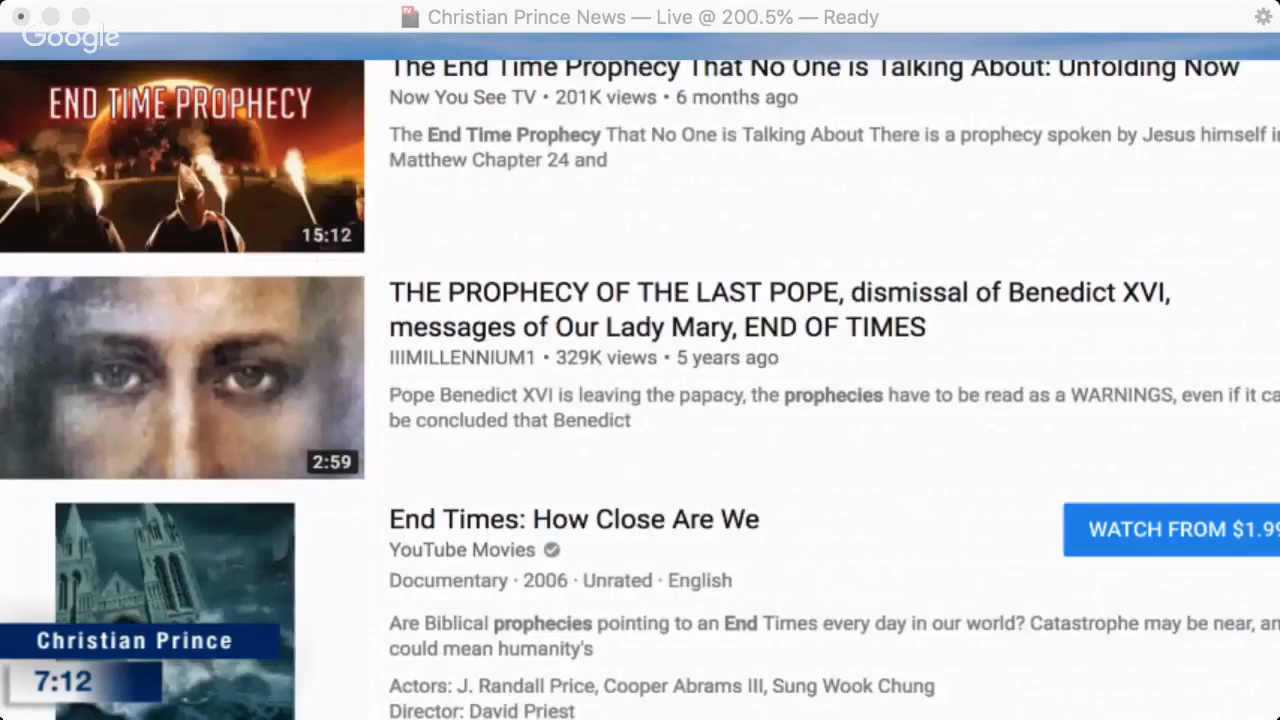 Christian Prince News — Live @ 200.5% — Ready
Google
The End Time Prophecy That No One is Talking About: Unfolding Now
END TIME PROPHECY
Now You See TV • 201K views • 6 months ago
The End Time Prophecy That No One is Talking About There is a prophecy spoken by Jesus himself i
Matthew Chapter 24 and
15:12
THE PROPHECY OF THE LAST POPE, dismissal of Benedict XVI,
messages of Our Lady Mary, END OF TIMES
IIIMILLENNIUM1 • 329K views • 5 years ago
Pope Benedict XVI is leaving the papacy, the prophecies have to be read as a WARNINGS, even if it ca
be concluded that Benedict
2:59
End Times: How Close Are We
WATCH FROM $1.99
YouTube Movies
Documentary · 2006 · Unrated · English
Are Biblical prophecies pointing to an End Times every day in our world? Catastrophe may be near, an
could mean humanity's
Christian Prince
7:12
Actors: J. Randall Price, Cooper Abrams III, Sung Wook Chung
Director: David Priest